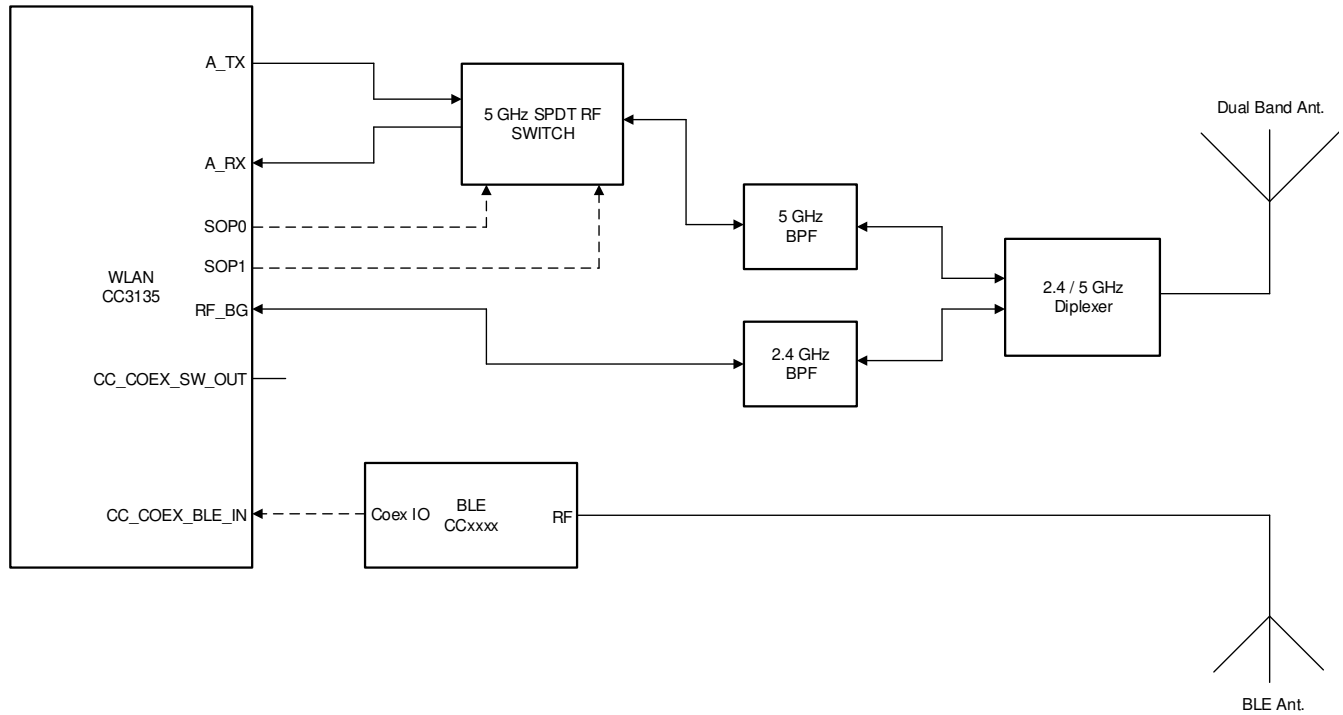 A_TX
5 GHz SPDT RF
SWITCH
Dual Band Ant.
A_RX
5 GHz
BPF
SOP0
SOP1
WLAN
CC3135
2.4 / 5 GHz
Diplexer
RF_BG
2.4 GHz
BPF
CC_COEX_SW_OUT
CC_COEX_BLE_IN
Coex IO
BLE
CCxxxx
RF
BLE Ant.